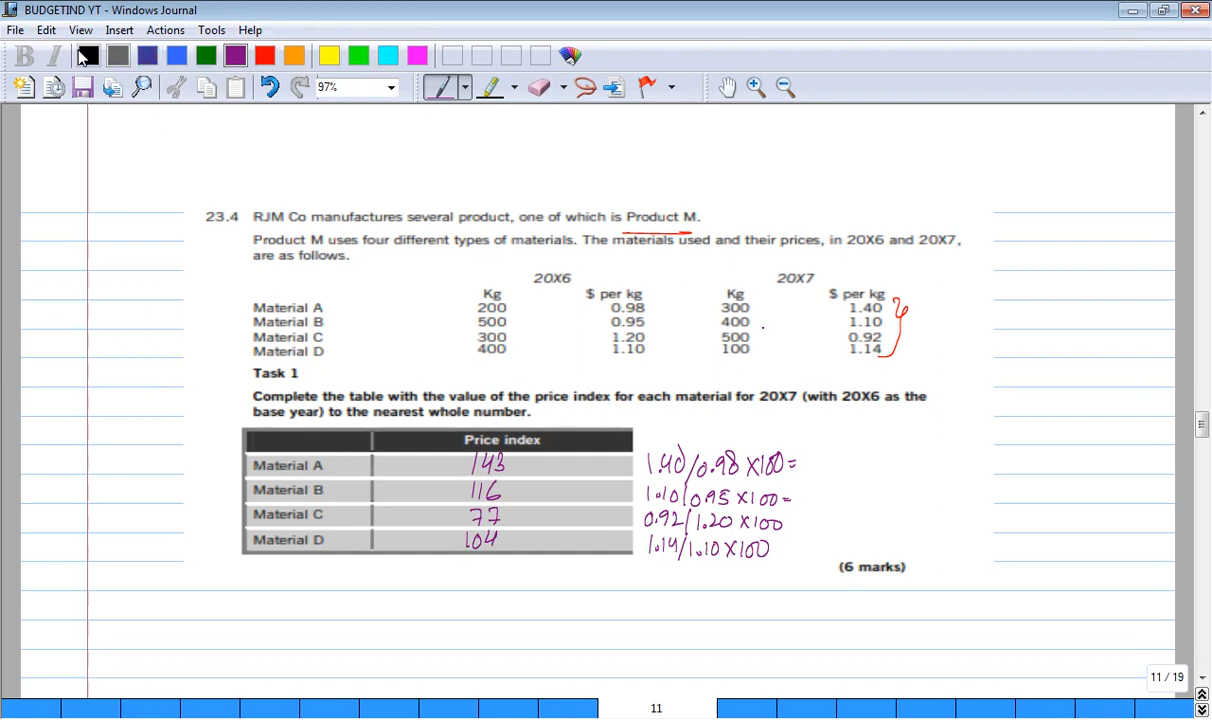 BUDGETIND YT - Windows Journal
File Edit View Insert Actions Tools Help
B I
97%
23.4 RJM Co manufactures several product, one of which is Product M.
Product M uses four different types of materials. The materials used and their prices, in 20X6 and 20X7,
are as follows.
20X6 20X7
Kg $ per kg Kg $ per kg
Material A 200 0.98 300 1.40
Material B 500 0.95 400 1.10
Material C 300 1.20 500 0.92
Material D 400 1.10 100 1.14
Task 1
Complete the table with the value of the price index for each material for 20X7 (with 20X6 as the
base year) to the nearest whole number.
Price index
Material A 143 1.40/0.98 X100=
Material B 116 1.10/0.95 X100=
Material C 77 0.92/1.20 X100
Material D 104 1.14/1.10 X100
(6 marks)
11 / 19
11